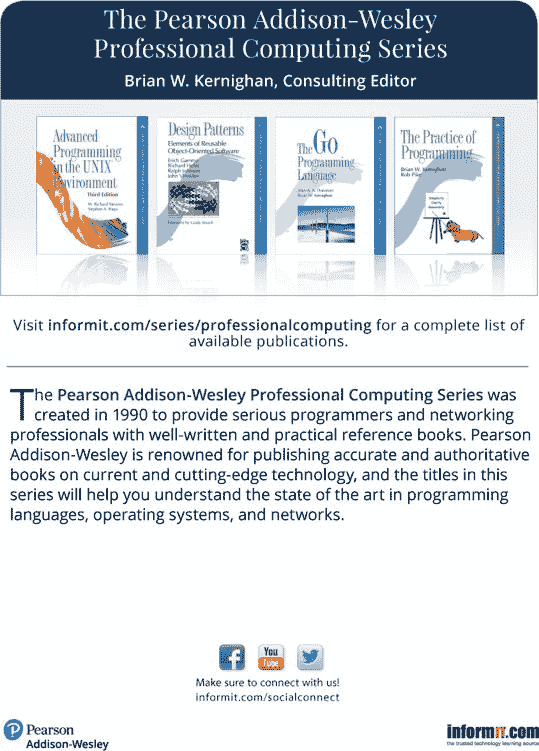 The Pearson Addison-Wesley
Professional Computing Series
Brian W. Kernighan, Consulting Editor
Advanced
Programming
in the UNIX
Environment
Third Edition
W. Richard Stevens
Stephen A. Rago
Design Patterns
Elements of Reusable
Object-Oriented Software
Erich Gamma
Richard Helm
Ralph Johnson
John Vlissides
Foreword by Grady Booch
The Go
Programming
Language
Alan A. A. Donovan
Brian W. Kernighan
The Practice of
Programming
Brian W. Kernighan
Rob Pike
Simplicity
Clarity
Generality
Visit informit.com/series/professionalcomputing for a complete list of
available publications.
The Pearson Addison-Wesley Professional Computing Series was
created in 1990 to provide serious programmers and networking
professionals with well-written and practical reference books. Pearson
Addison-Wesley is renowned for publishing accurate and authoritative
books on current and cutting-edge technology, and the titles in this
series will help you understand the state of the art in programming
languages, operating systems, and networks.
You
Tube
Make sure to connect with us!
informit.com/socialconnect
Pearson
Addison-Wesley
informit.com
the trusted technology learning source